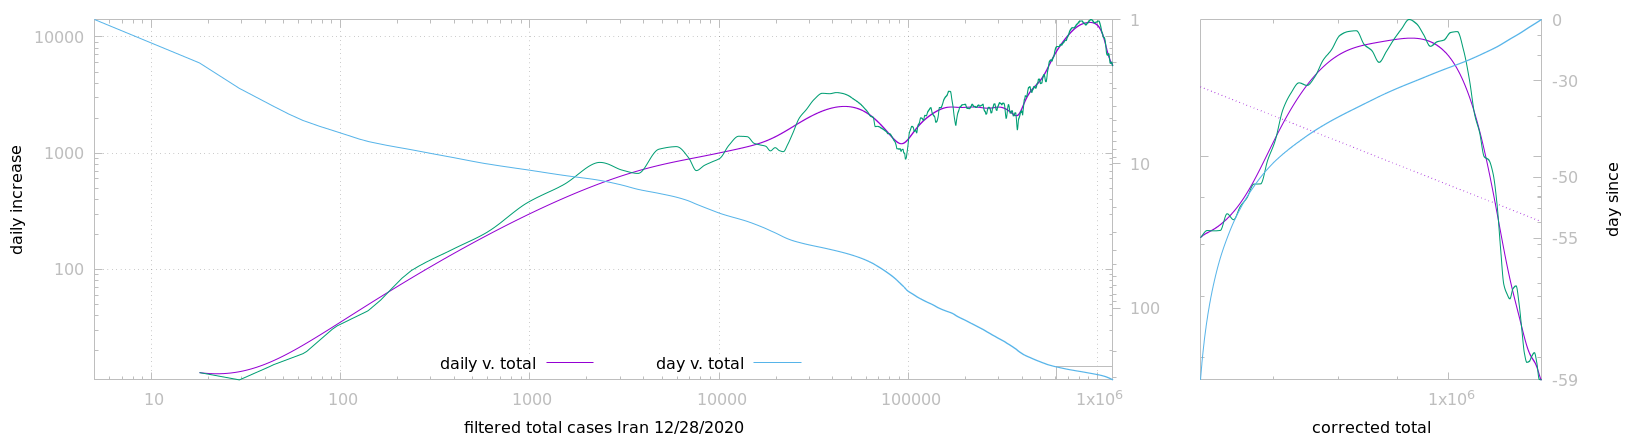 daily increase
10000
1000
100
10
100
1000
10000
100000
1x10^6
filtered total cases Iran 12/28/2020
daily v. total
day v. total
1
10
100
0
-30
-50
-55
-59
day since
1x10^6
corrected total